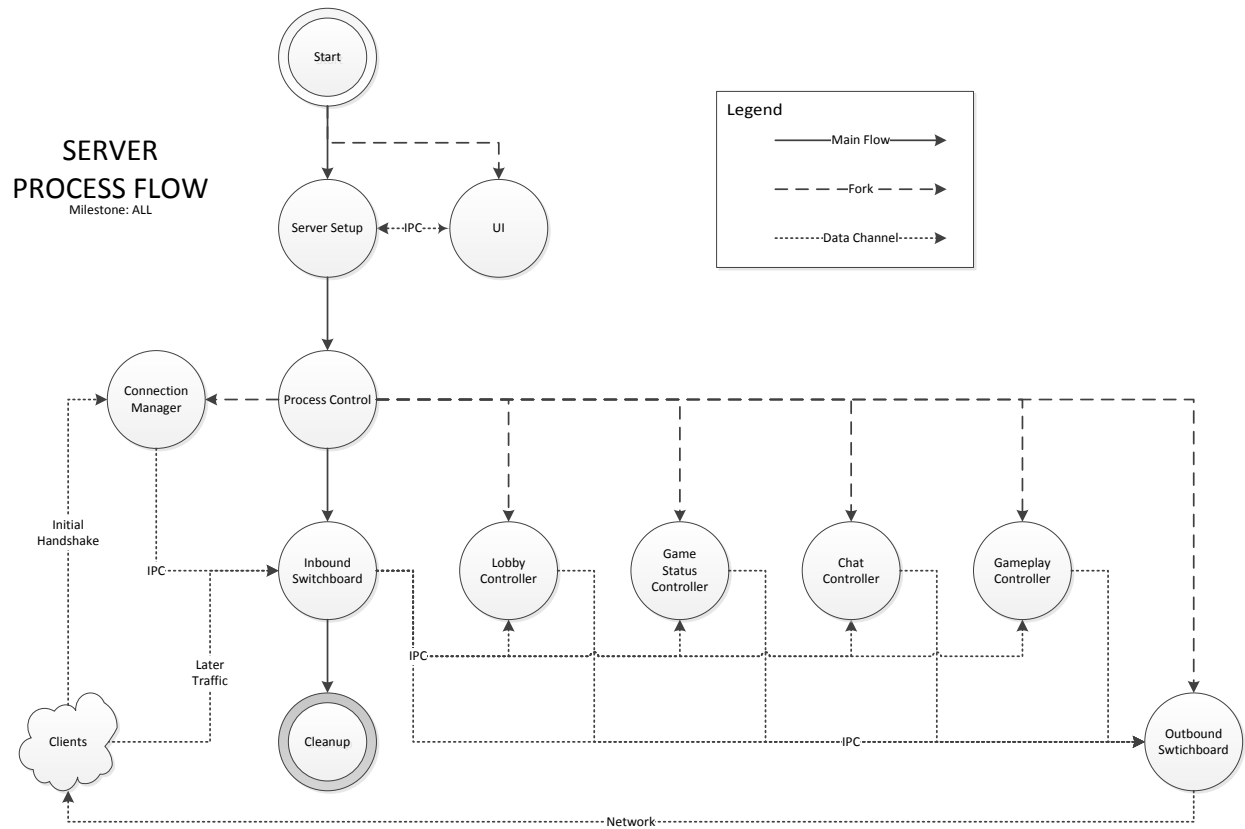 Start
SERVER
PROCESS FLOW
Milestone: ALL
Legend
Main Flow
Fork
Data Channel
Server Setup
IPC
UI
Connection
Manager
Process Control
Initial
Handshake
IPC
Inbound
Switchboard
Lobby
Controller
Game
Status
Controller
Chat
Controller
Gameplay
Controller
Later
Traffic
IPC
Clients
Cleanup
IPC
Outbound
Swtichboard
Network